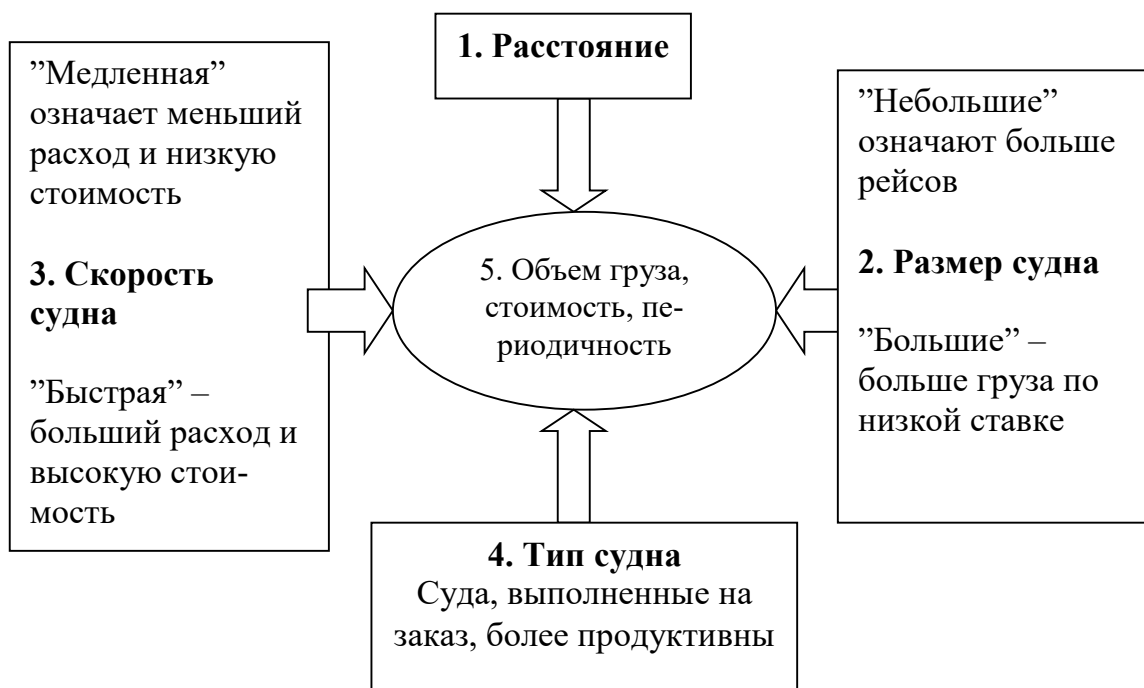 1. Расстояние
”Медленная”
означает меньший
расход и низкую
стоимость
3. Скорость
судна
”Быстрая” –
больший расход и
высокую стои-
мость
5. Объем груза,
стоимость, пе-
риодичность
”Небольшие”
означают больше
рейсов
2. Размер судна
”Большие” –
больше груза по
низкой ставке
4. Тип судна
Суда, выполненные на
заказ, более продуктивны